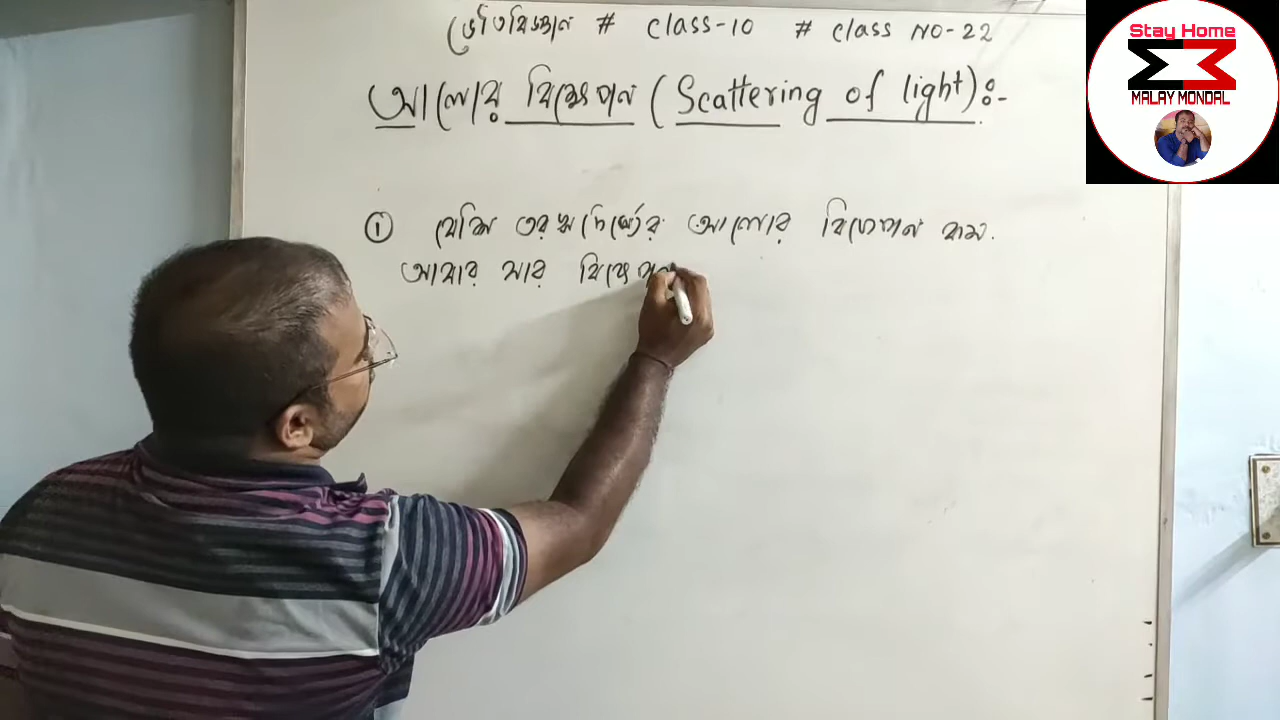 ভৌতবিজ্ঞান # class-10 # class NO-22
আলোর বিক্ষেপণ (Scattering of light):-
① বেশি তরঙ্গদৈর্ঘ্যের আলোর বিক্ষেপণ কম.
আবার যার বিক্ষেপণ
Stay Home
MALAY MONDAL